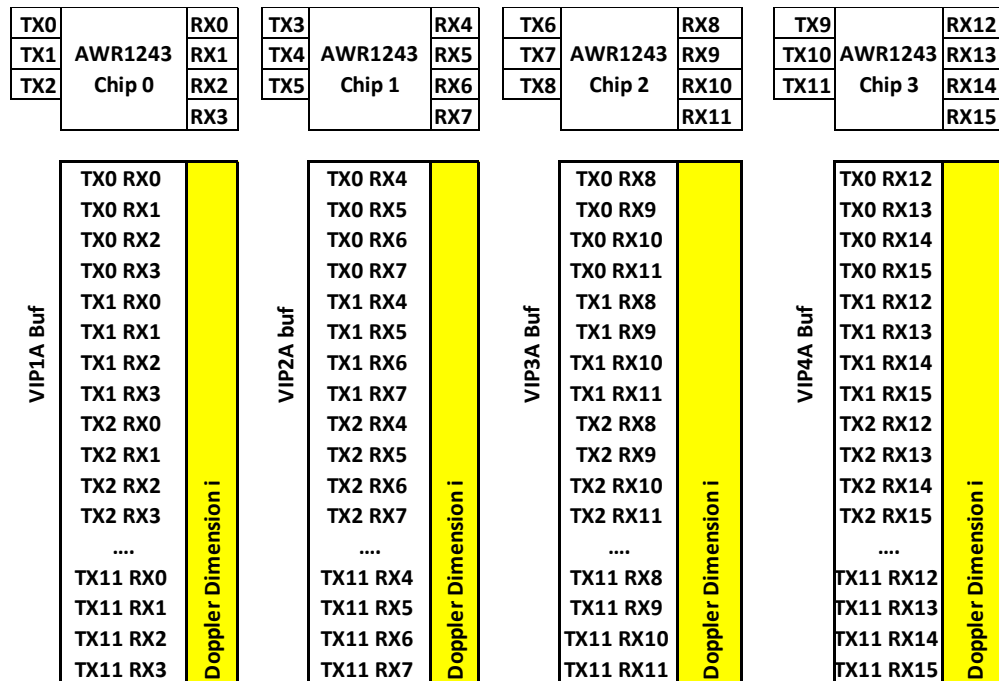 TX0 RX0 TX3 RX4 TX6 RX8 TX9 RX12
TX1 AWR1243 RX1 TX4 AWR1243 RX5 TX7 AWR1243 RX9 TX10 AWR1243 RX13
TX2 Chip 0 RX2 TX5 Chip 1 RX6 TX8 Chip 2 RX10 TX11 Chip 3 RX14
RX3 RX7 RX11 RX15
VIP1A Buf
TX0 RX0
TX0 RX1
TX0 RX2
TX0 RX3
TX1 RX0
TX1 RX1
TX1 RX2
TX1 RX3
TX2 RX0
TX2 RX1
TX2 RX2
TX2 RX3
....
TX11 RX0
TX11 RX1
TX11 RX2
TX11 RX3
Doppler Dimension i
VIP2A buf
TX0 RX4
TX0 RX5
TX0 RX6
TX0 RX7
TX1 RX4
TX1 RX5
TX1 RX6
TX1 RX7
TX2 RX4
TX2 RX5
TX2 RX6
TX2 RX7
....
TX11 RX4
TX11 RX5
TX11 RX6
TX11 RX7
Doppler Dimension i
VIP3A Buf
TX0 RX8
TX0 RX9
TX0 RX10
TX0 RX11
TX1 RX8
TX1 RX9
TX1 RX10
TX1 RX11
TX2 RX8
TX2 RX9
TX2 RX10
TX2 RX11
....
TX11 RX8
TX11 RX9
TX11 RX10
TX11 RX11
Doppler Dimension i
VIP4A Buf
TX0 RX12
TX0 RX13
TX0 RX14
TX0 RX15
TX1 RX12
TX1 RX13
TX1 RX14
TX1 RX15
TX2 RX12
TX2 RX13
TX2 RX14
TX2 RX15
....
TX11 RX12
TX11 RX13
TX11 RX14
TX11 RX15
Doppler Dimension i